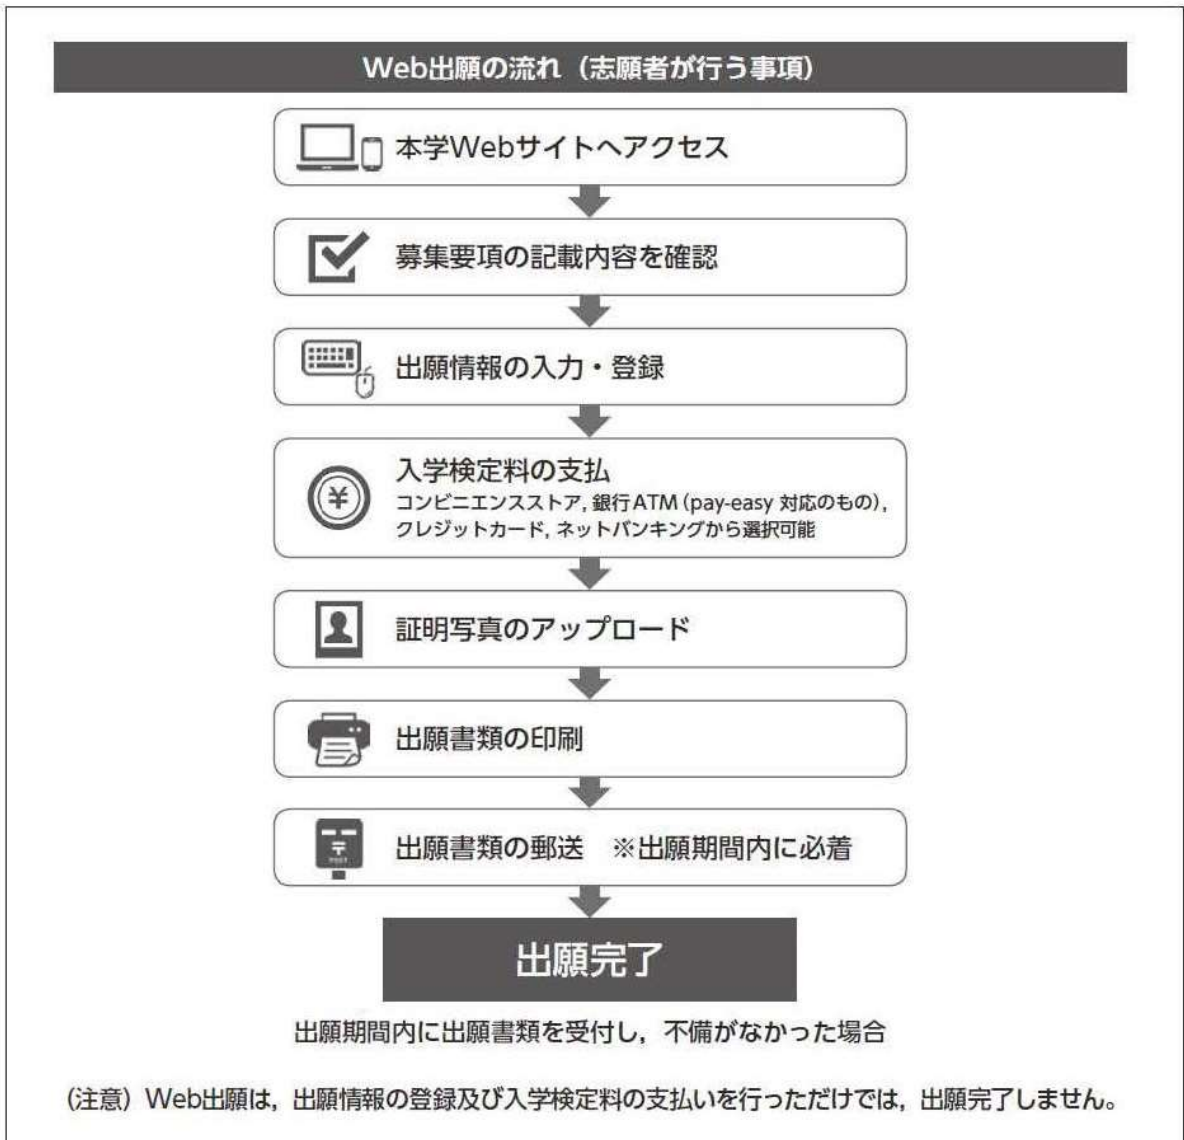 Web出願の流れ（志願者が行う事項）
本学Webサイトへアクセス
募集要項の記載内容を確認
出願情報の入力・登録
入学検定料の支払
コンビニエンスストア, 銀行ATM（pay-easy 対応のもの）,
クレジットカード, ネットバンキングから選択可能
¥
証明写真のアップロード
出願書類の印刷
出願書類の郵送　※出願期間内に必着
〒
POST
出願完了
出願期間内に出願書類を受付し，不備がなかった場合
（注意）Web出願は，出願情報の登録及び入学検定料の支払いを行っただけでは，出願完了しません。